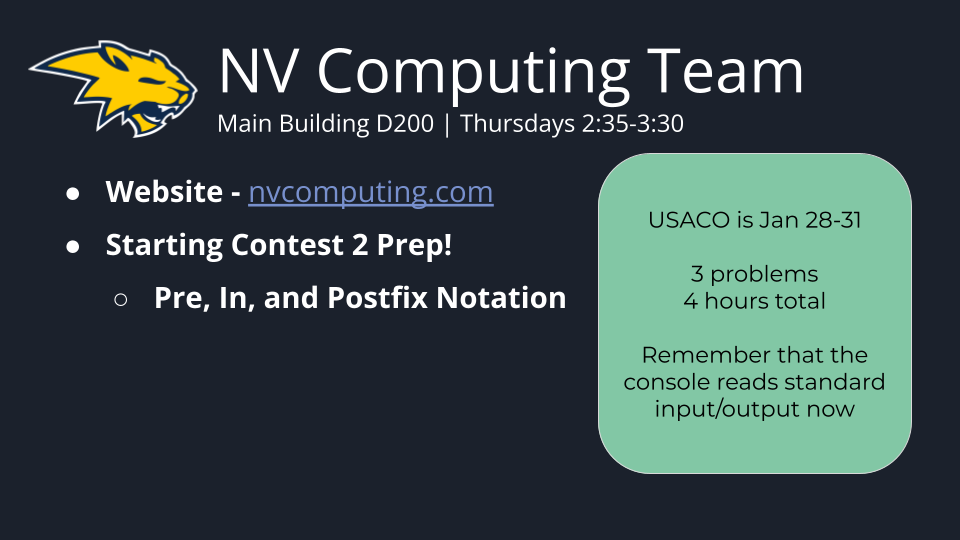 NV Computing Team
Main Building D200 | Thursdays 2:35-3:30
● Website - nvcomputing.com
● Starting Contest 2 Prep!
○ Pre, In, and Postfix Notation
USACO is Jan 28-31
3 problems
4 hours total
Remember that the
console reads standard
input/output now